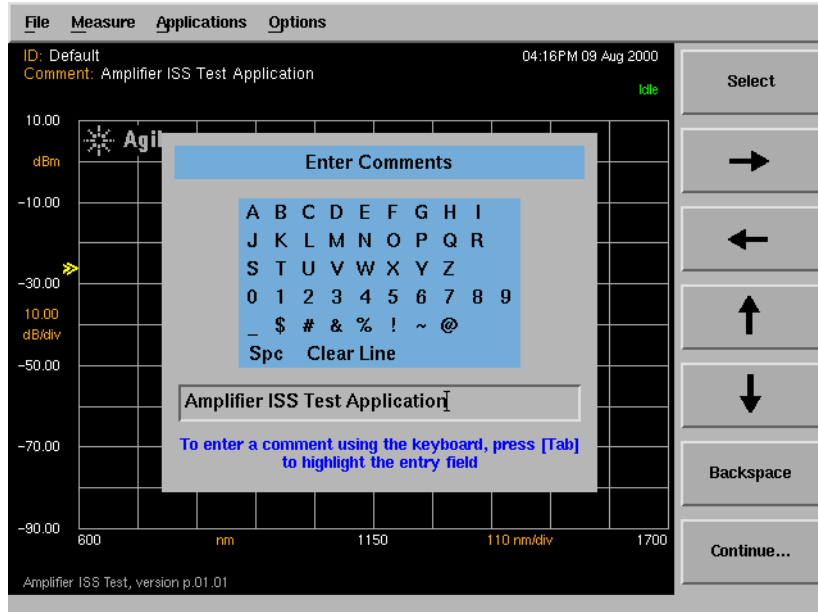 File Measure Applications Options
ID: Default
04:16PM 09 Aug 2000
Comment: Amplifier ISS Test Application
Idle
Select
10.00
dBm
-10.00
-30.00
10.00
dB/div
-50.00
-70.00
-90.00
Agil
Enter Comments
A B C D E F G H I
J K L M N O P Q R
S T U V W X Y Z
0 1 2 3 4 5 6 7 8 9
_ $ # & % ! ~ @
Spc Clear Line
Amplifier ISS Test Application
To enter a comment using the keyboard, press [Tab]
to highlight the entry field
600 nm 1150 110 nm/div 1700
Amplifier ISS Test, version p.01.01
Backspace
Continue...